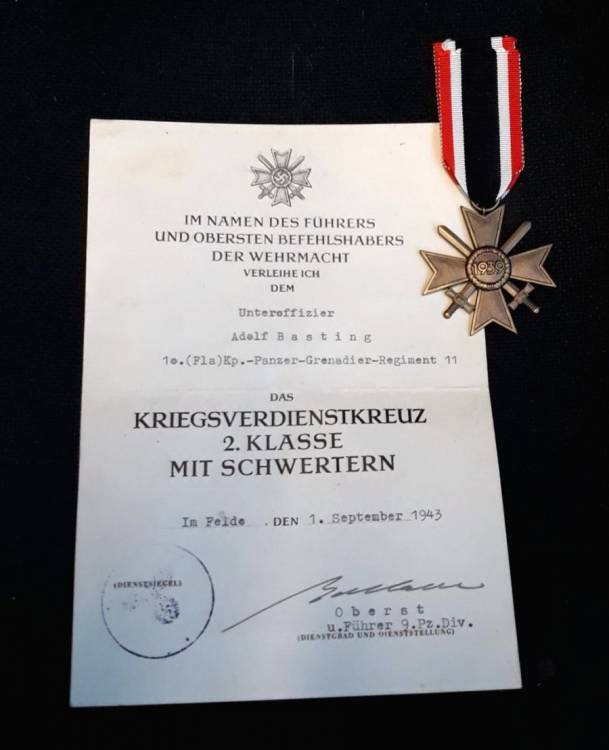 IM NAMEN DES FÜHRERS
UND OBERSTEN BEFEHLSHABERS
DER WEHRMACHT
VERLEIHE ICH
DEM
Unteroffizier
Adolf Basting
10.(Fla)Kp.-Panzer-Grenadier-Regiment 11
DAS
KRIEGSVERDIENSTKREUZ
2. KLASSE
MIT SCHWERTERN
Im Felde . DEN 1. September 1943
(DIENSTSIEGEL)
Oberst
u.Führer 9.Pz.Div.
(DIENSTGRAD UND DIENSTSTELLUNG)
1939